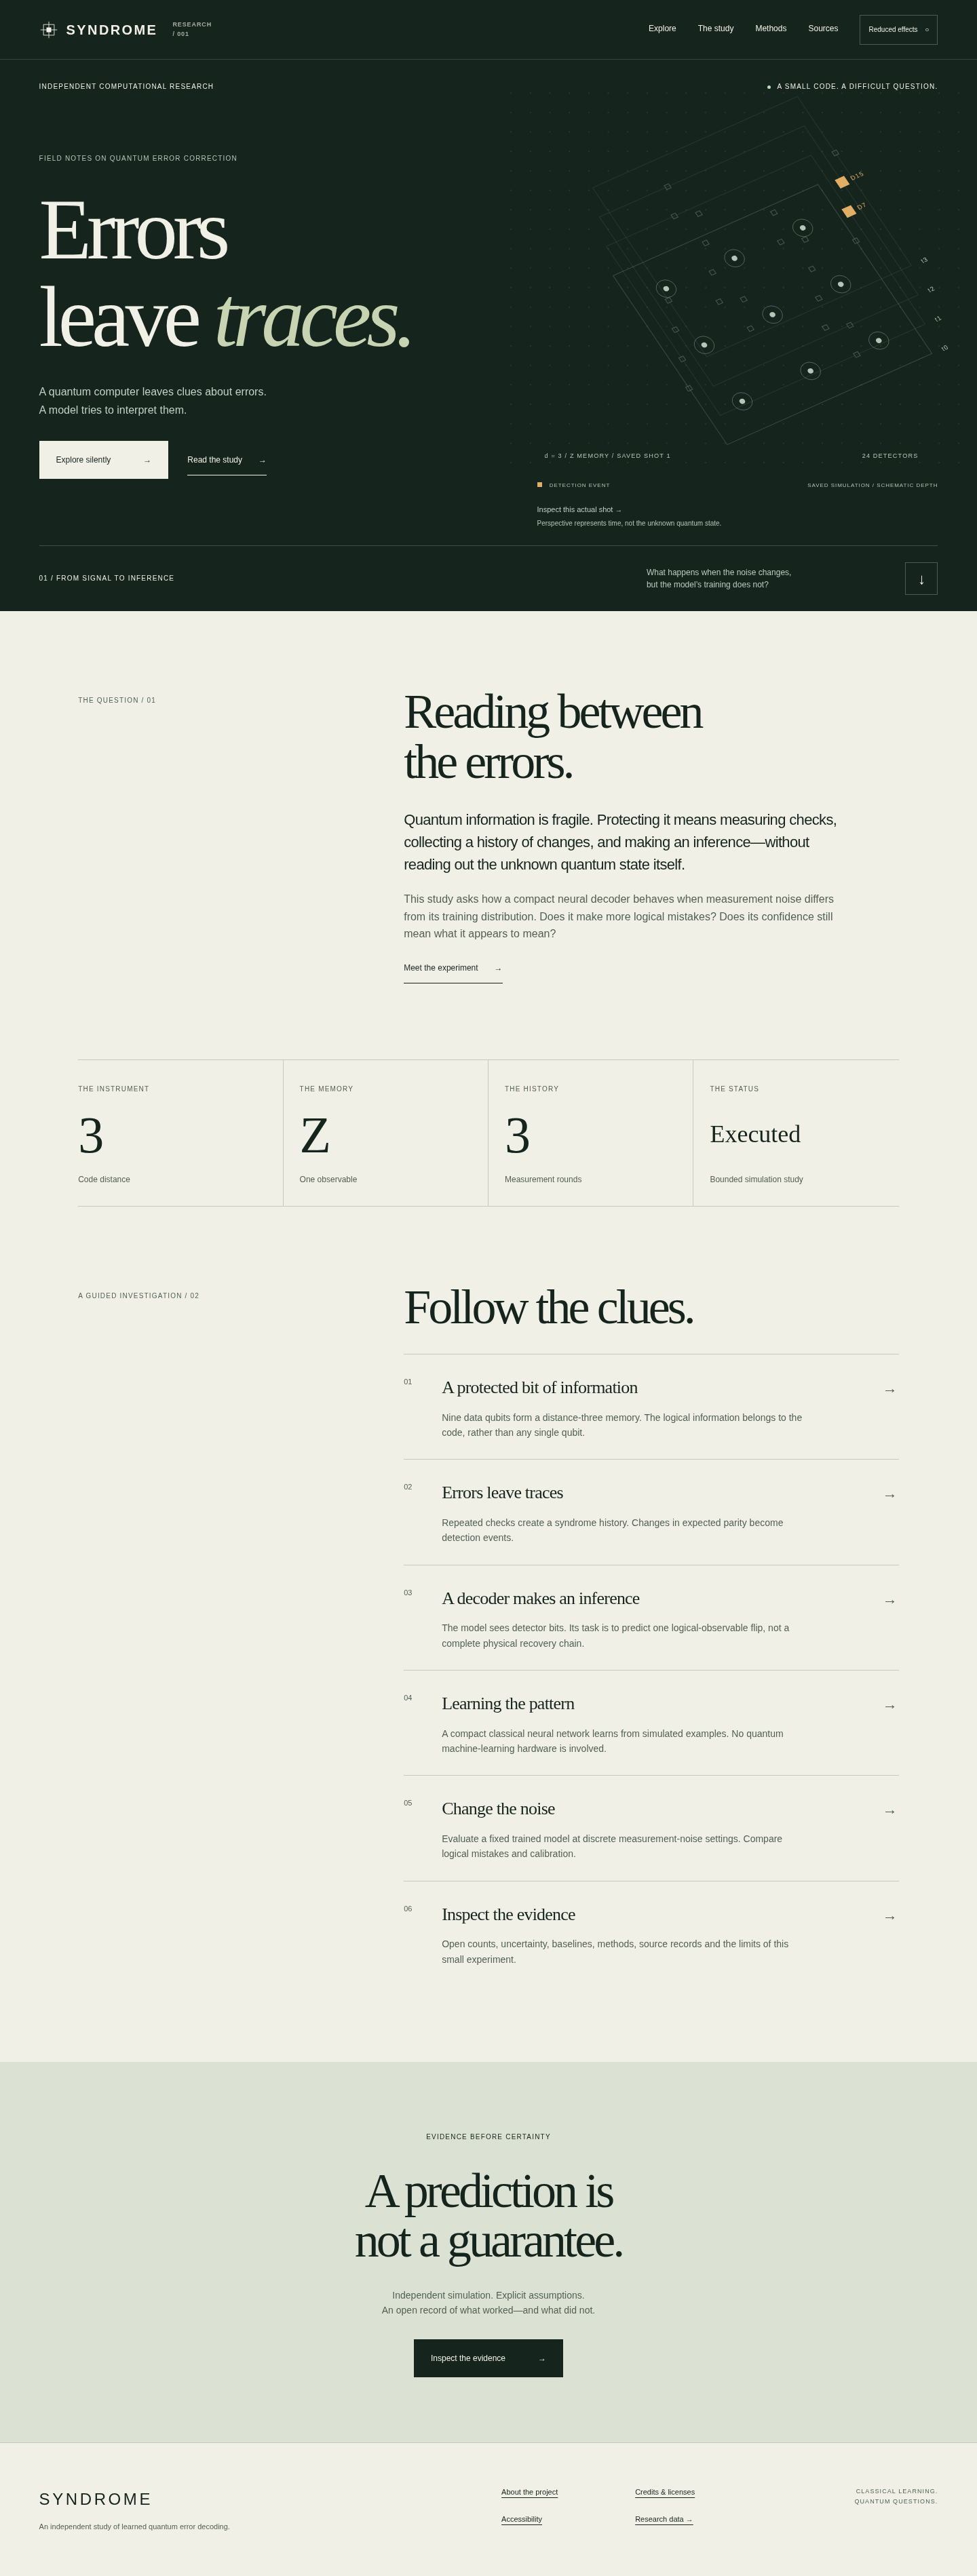 SYNDROME
RESEARCH
/ 001
Explore
The study
Methods
Sources
Reduced effects
INDEPENDENT COMPUTATIONAL RESEARCH
A SMALL CODE. A DIFFICULT QUESTION.
FIELD NOTES ON QUANTUM ERROR CORRECTION
Errors
leave traces.
A quantum computer leaves clues about errors.
A model tries to interpret them.
Explore silently →
Read the study →
D15
D7
t3
t2
t1
t0
d = 3 / Z MEMORY / SAVED SHOT 1
24 DETECTORS
DETECTION EVENT
SAVED SIMULATION / SCHEMATIC DEPTH
Inspect this actual shot →
Perspective represents time, not the unknown quantum state.
01 / FROM SIGNAL TO INFERENCE
What happens when the noise changes,
but the model's training does not?
↓
THE QUESTION / 01
Reading between
the errors.
Quantum information is fragile. Protecting it means measuring checks,
collecting a history of changes, and making an inference—without
reading out the unknown quantum state itself.
This study asks how a compact neural decoder behaves when measurement noise differs
from its training distribution. Does it make more logical mistakes? Does its confidence still
mean what it appears to mean?
Meet the experiment →
THE INSTRUMENT
3
Code distance
THE MEMORY
Z
One observable
THE HISTORY
3
Measurement rounds
THE STATUS
Executed
Bounded simulation study
A GUIDED INVESTIGATION / 02
Follow the clues.
01
A protected bit of information →
Nine data qubits form a distance-three memory. The logical information belongs to the
code, rather than any single qubit.
02
Errors leave traces →
Repeated checks create a syndrome history. Changes in expected parity become
detection events.
03
A decoder makes an inference →
The model sees detector bits. Its task is to predict one logical-observable flip, not a
complete physical recovery chain.
04
Learning the pattern →
A compact classical neural network learns from simulated examples. No quantum
machine-learning hardware is involved.
05
Change the noise →
Evaluate a fixed trained model at discrete measurement-noise settings. Compare
logical mistakes and calibration.
06
Inspect the evidence →
Open counts, uncertainty, baselines, methods, source records and the limits of this
small experiment.
EVIDENCE BEFORE CERTAINTY
A prediction is
not a guarantee.
Independent simulation. Explicit assumptions.
An open record of what worked—and what did not.
Inspect the evidence →
SYNDROME
An independent study of learned quantum error decoding.
About the project
Credits & licenses
Accessibility
Research data →
CLASSICAL LEARNING.
QUANTUM QUESTIONS.